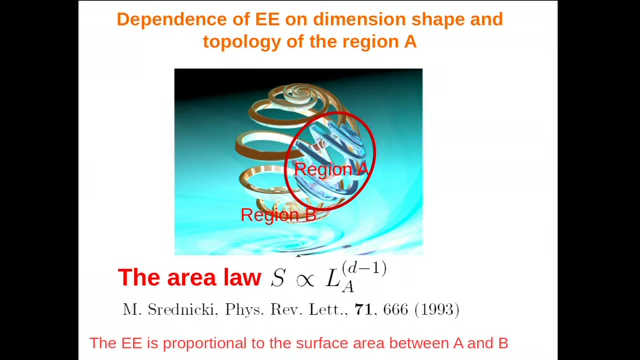 Dependence of EE on dimension shape and
topology of the region A
Region A
Region B
The area law S ∝ L_A^{(d−1)}
M. Srednicki, Phys. Rev. Lett., 71, 666 (1993)
The EE is proportional to the surface area between A and B